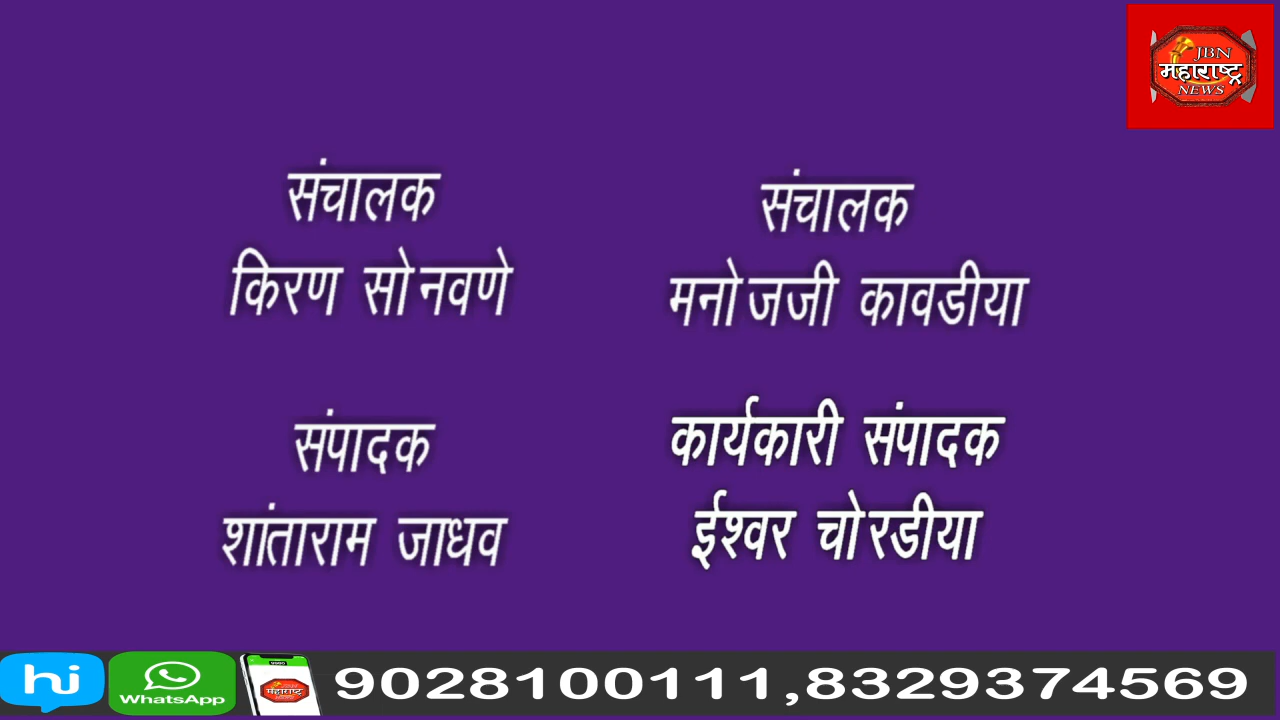 JBN
महाराष्ट्र
NEWS
संचालक
किरण सोनवणे
संचालक
मनोजजी कावडीया
संपादक
शांताराम जाधव
कार्यकारी संपादक
ईश्वर चोरडीया
hi
WhatsApp
महाराष्ट्र
9028100111,8329374569